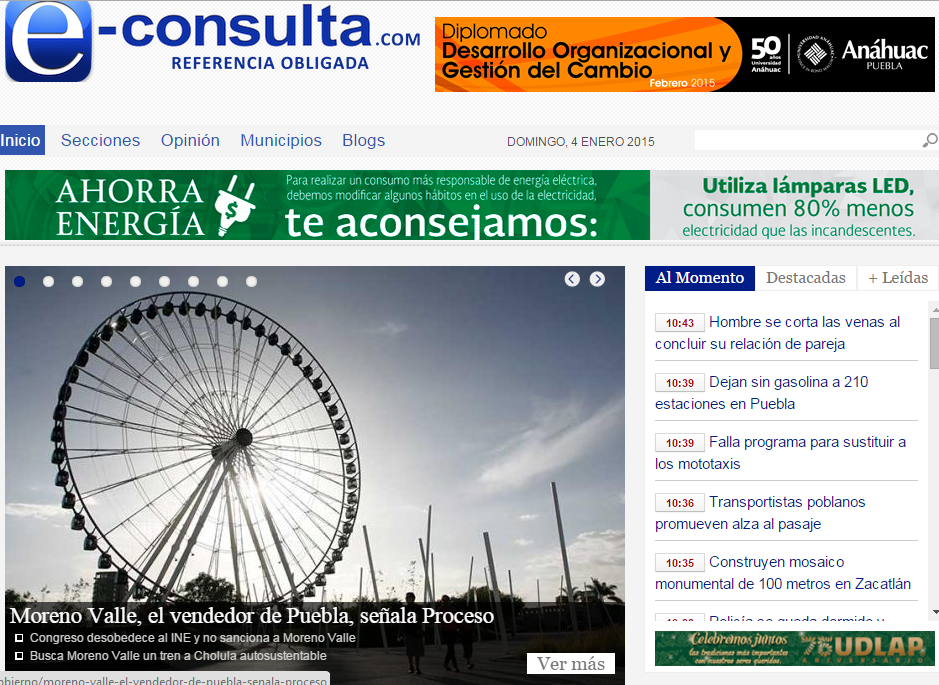 e-consulta.com
REFERENCIA OBLIGADA
Diplomado
Desarrollo Organizacional y
Gestión del Cambio
Febrero 2015
50
años
Universidad
Anáhuac
Anáhuac
PUEBLA
Inicio Secciones Opinión Municipios Blogs
DOMINGO, 4 ENERO 2015
AHORRA
ENERGÍA
$
Para realizar un consumo más responsable de energía eléctrica,
debemos modificar algunos hábitos en el uso de la electricidad,
te aconsejamos:
Utiliza lámparas LED,
consumen 80% menos
electricidad que las incandescentes.
Moreno Valle, el vendedor de Puebla, señala Proceso
Congreso desobedece al INE y no sanciona a Moreno Valle
Busca Moreno Valle un tren a Cholula autosustentable
Ver más
obierno/moreno-valle-el-vendedor-de-puebla-senala-proceso
Al Momento Destacadas + Leídas
10:43 Hombre se corta las venas al
concluir su relación de pareja
10:39 Dejan sin gasolina a 210
estaciones en Puebla
10:39 Falla programa para sustituir a
los mototaxis
10:36 Transportistas poblanos
promueven alza al pasaje
10:35 Construyen mosaico
monumental de 100 metros en Zacatlán
Celebremos juntos
las tradiciones más importantes
con nuestros seres queridos.
UDLAP
ANIVERSARIO